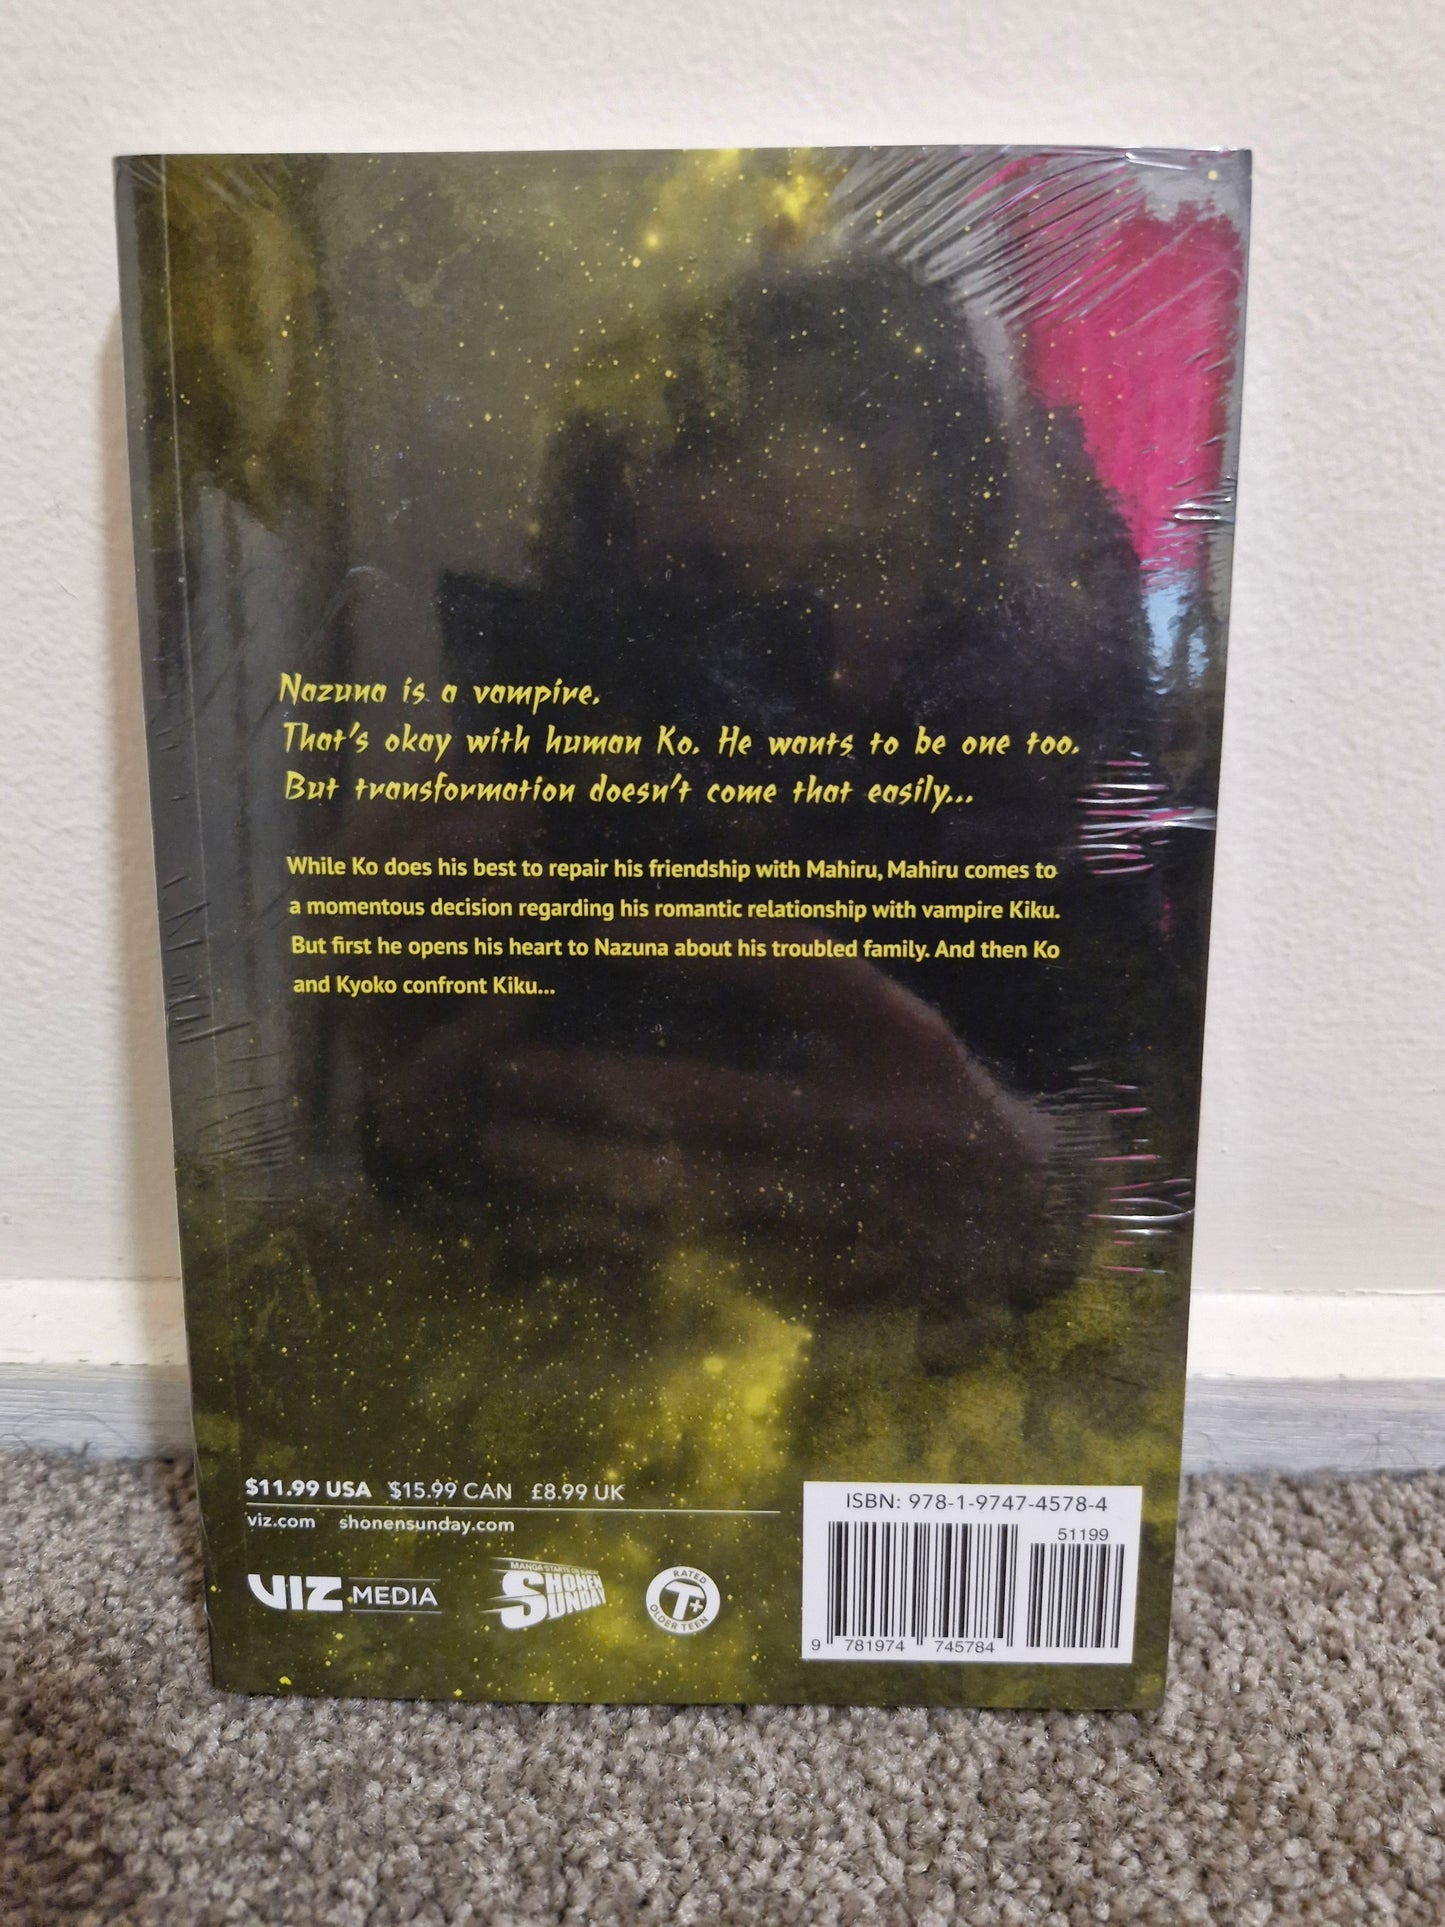 Nazuna is a vampire.
That's okay with human Ko. He wants to be one too.
But transformation doesn't come that easily...
While Ko does his best to repair his friendship with Mahiru, Mahiru comes to
a momentous decision regarding his romantic relationship with vampire Kiku.
But first he opens his heart to Nazuna about his troubled family. And then Ko
and Kyoko confront Kiku...
$11.99 USA $15.99 CAN £8.99 UK
viz.com shonensunday.com
VIZ MEDIA
MANGA STARTS ON SUNDAY
SHONEN
SUNDAY
RATED
T+
OLDER TEEN
ISBN: 978-1-9747-4578-4
51199
9 781974 745784